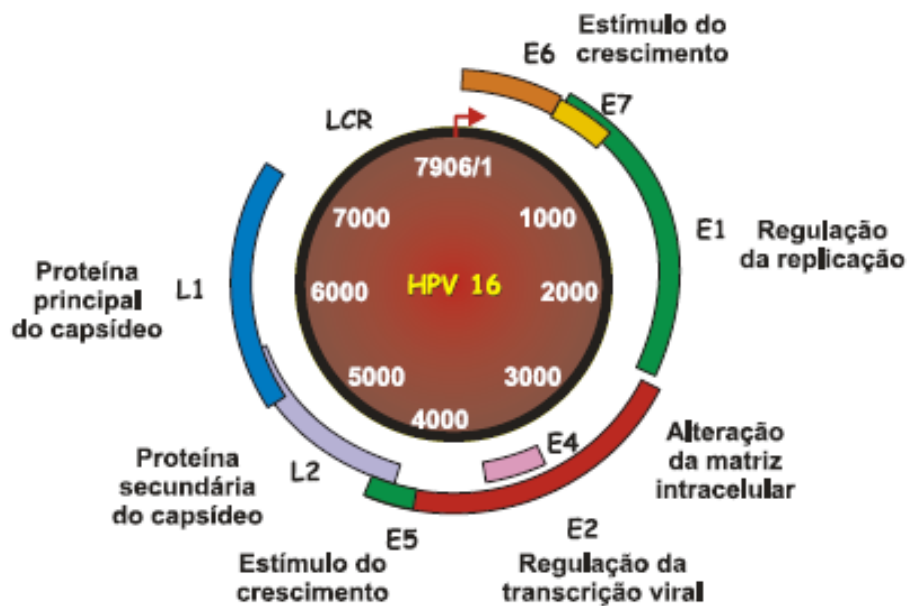 Estímulo do
crescimento
E6
E7
LCR
7906/1
7000
1000
E1
Regulação
da replicação
Proteína
principal
do capsídeo
L1
6000
HPV 16
2000
5000
3000
4000
E4
Alteração
da matriz
intracelular
Proteína
secundária
do capsídeo
L2
E5
Estímulo do
crescimento
E2
Regulação da
transcrição viral